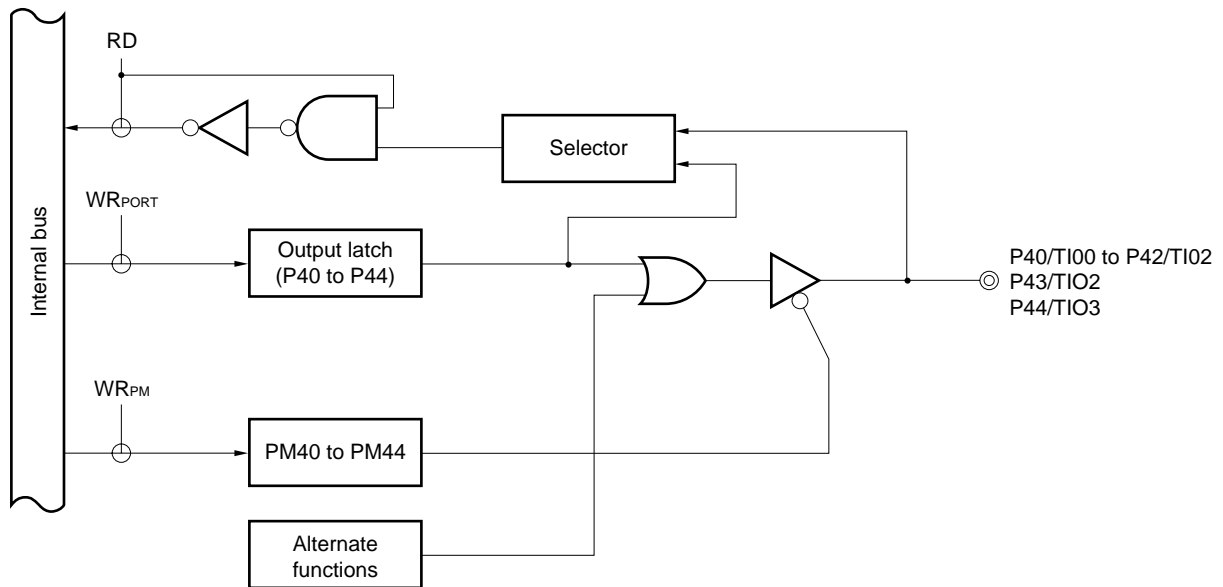 RD
Selector
WRPORT
Internal bus
Output latch
(P40 to P44)
P40/TI00 to P42/TI02
P43/TIO2
P44/TIO3
WRPM
PM40 to PM44
Alternate
functions